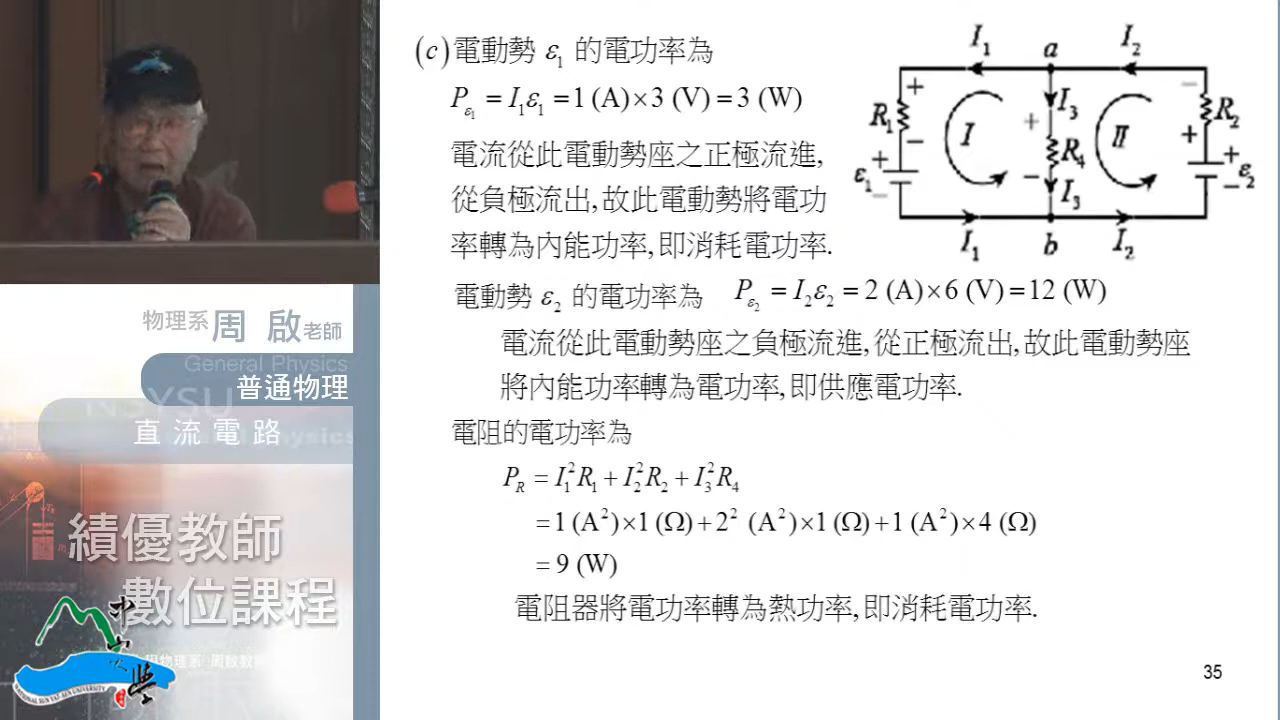 (c) 電動勢 ε₁ 的電功率為
P_ε₁ = I₁ε₁ = 1 (A)×3 (V) = 3 (W)
電流從此電動勢座之正極流進,
從負極流出,故此電動勢將電功
率轉為內能功率,即消耗電功率.
I₁ a I₂
+ − I₃ + R₁ I R₄ II R₂ − + + ε₁ − − I₃ + ε₂ −
I₁ b I₂
電動勢 ε₂ 的電功率為 P_ε₂ = I₂ε₂ = 2 (A)×6 (V) = 12 (W)
電流從此電動勢座之負極流進,從正極流出,故此電動勢座
將內能功率轉為電功率,即供應電功率.
電阻的電功率為
P_R = I₁²R₁ + I₂²R₂ + I₃²R₄
= 1 (A²)×1 (Ω) + 2² (A²)×1 (Ω) + 1 (A²)×4 (Ω)
= 9 (W)
電阻器將電功率轉為熱功率,即消耗電功率.
35
物理系 周 啟 老師
General Physics
普通物理
NSYSU
直流電路
績優教師
數位課程
NATIONAL SUN YAT-SEN UNIVERSITY